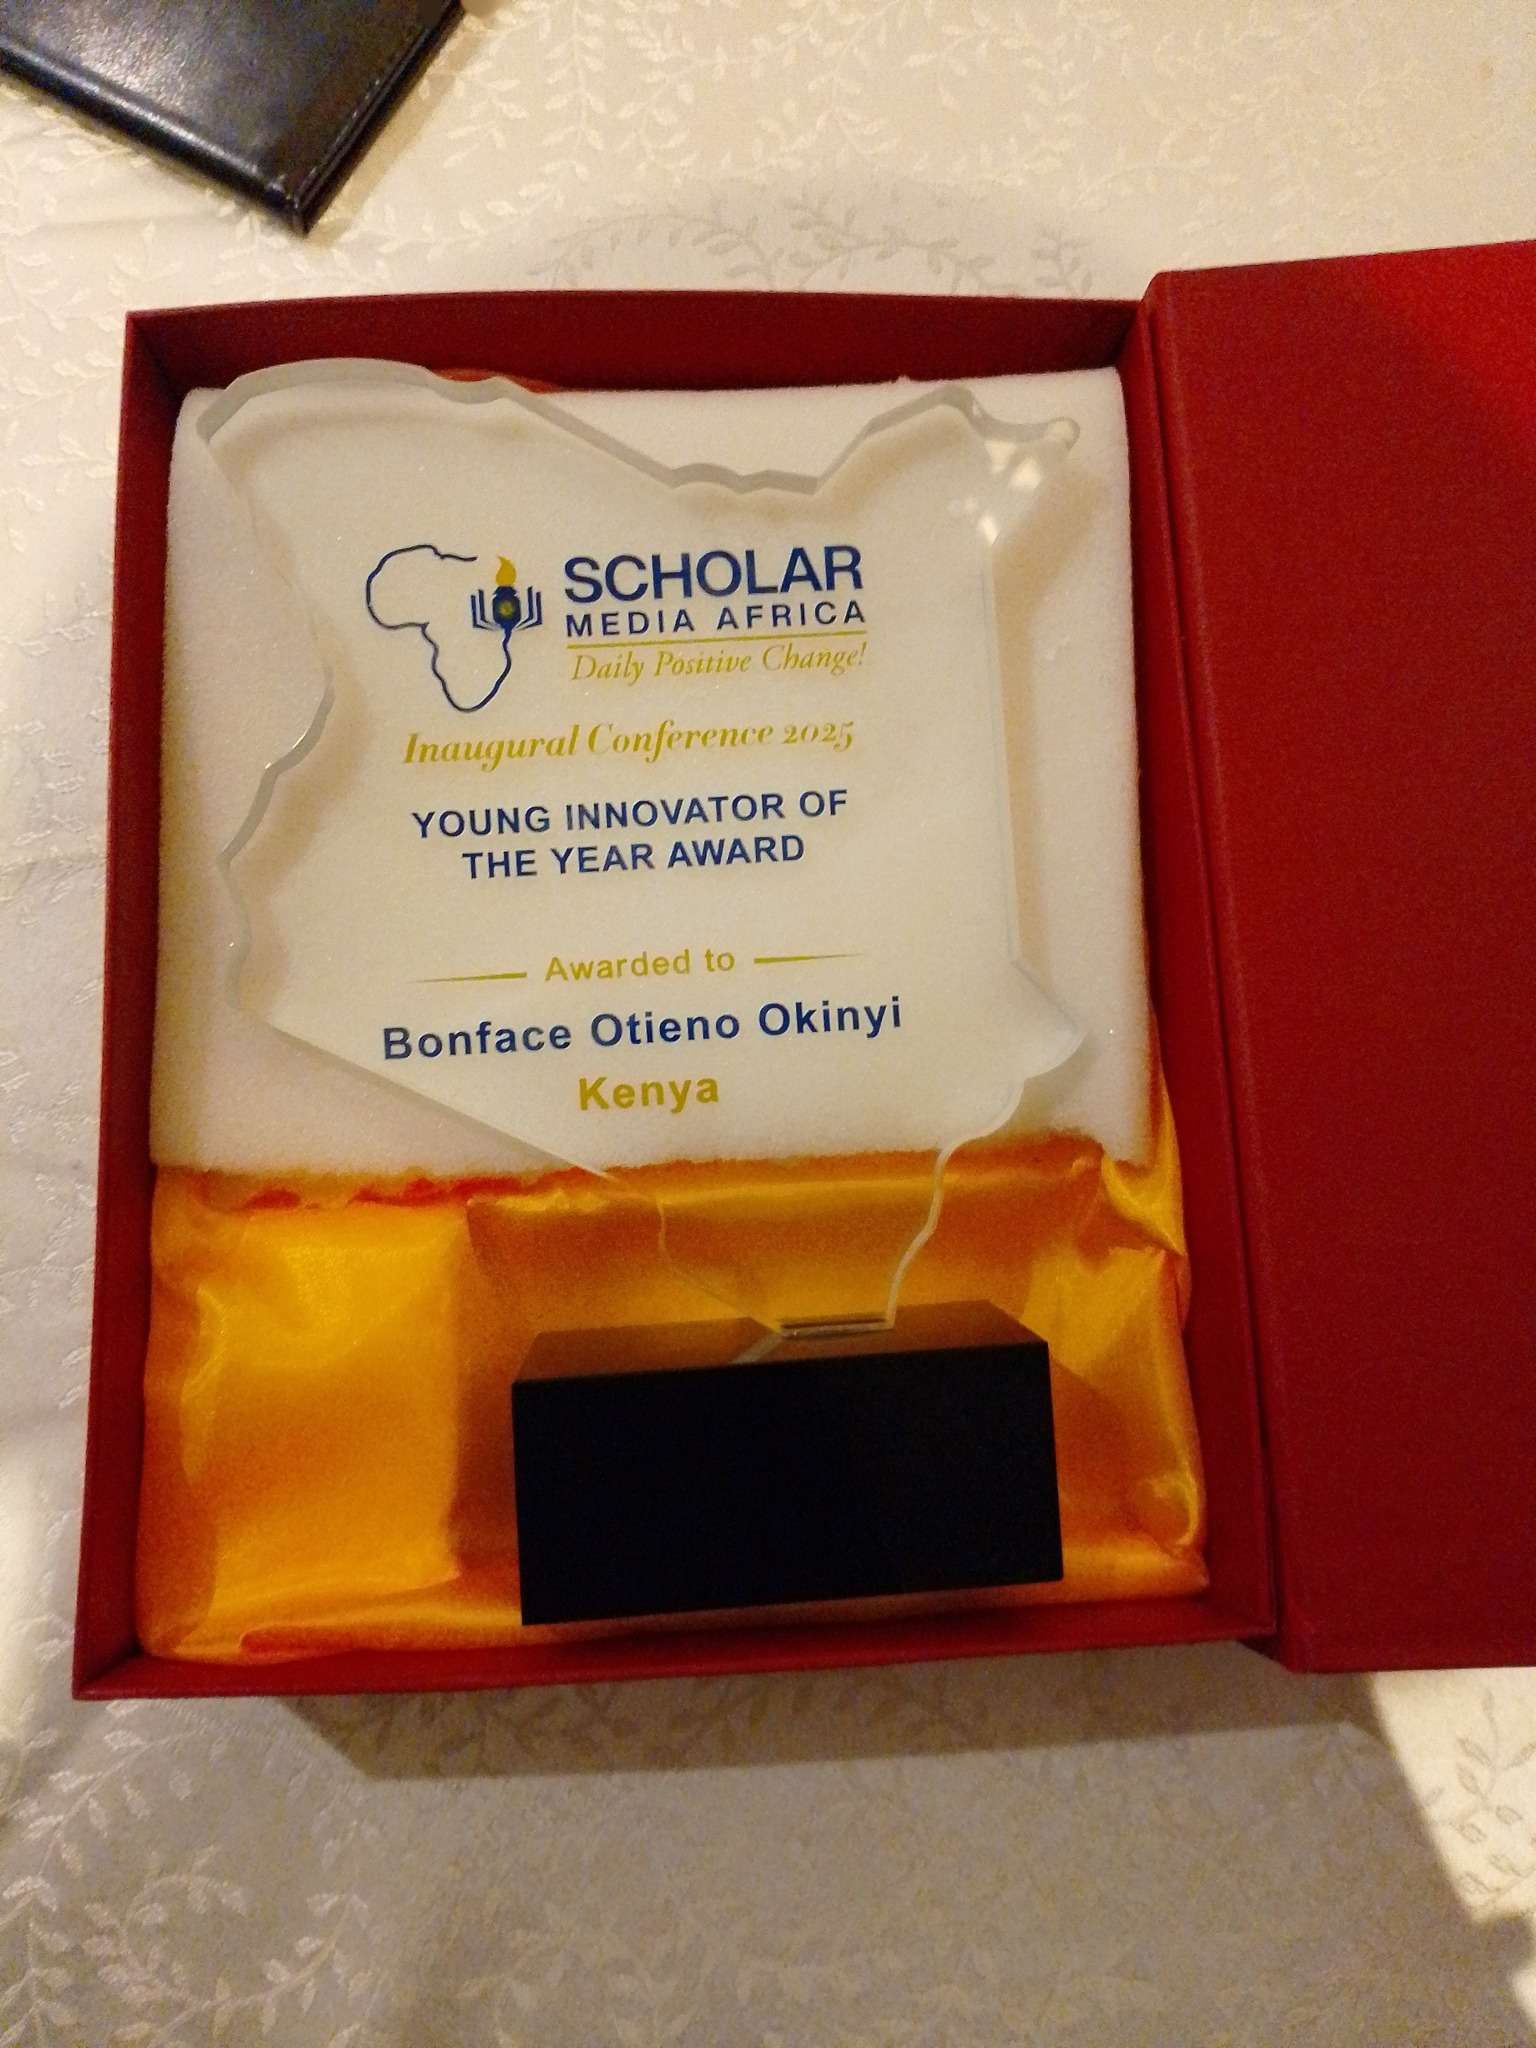 SCHOLAR
MEDIA AFRICA
Daily Positive Change!
Inaugural Conference 2025
YOUNG INNOVATOR OF
THE YEAR AWARD
Awarded to
Bonface Otieno Okinyi
Kenya